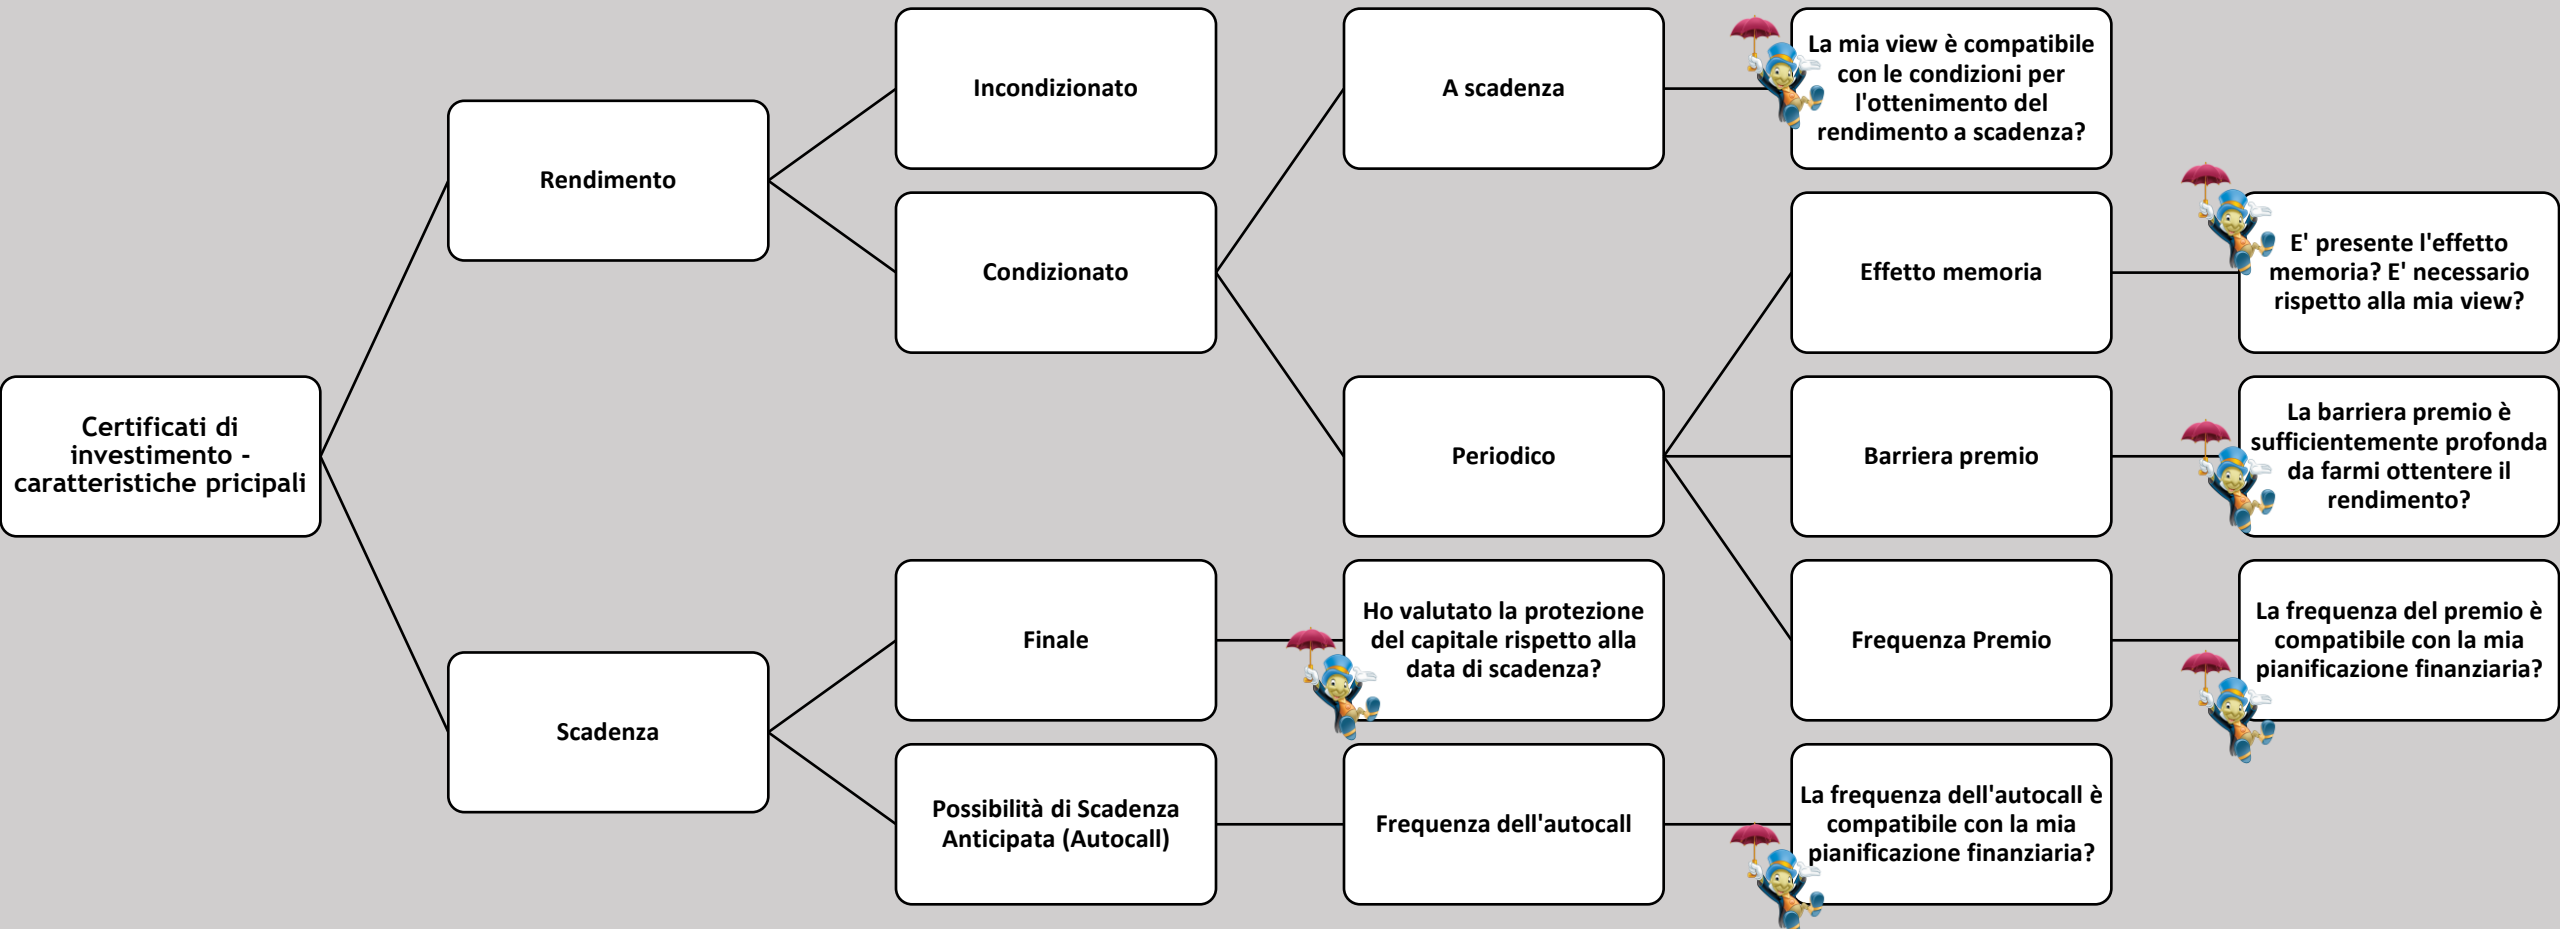 Certificati di
investimento -
caratteristiche pricipali
Rendimento
Incondizionato
Condizionato
A scadenza
La mia view è compatibile
con le condizioni per
l'ottenimento del
rendimento a scadenza?
Periodico
Effetto memoria
E' presente l'effetto
memoria? E' necessario
rispetto alla mia view?
Barriera premio
La barriera premio è
sufficientemente profonda
da farmi ottentere il
rendimento?
Frequenza Premio
La frequenza del premio è
compatibile con la mia
pianificazione finanziaria?
Scadenza
Finale
Ho valutato la protezione
del capitale rispetto alla
data di scadenza?
Possibilità di Scadenza
Anticipata (Autocall)
Frequenza dell'autocall
La frequenza dell'autocall è
compatibile con la mia
pianificazione finanziaria?